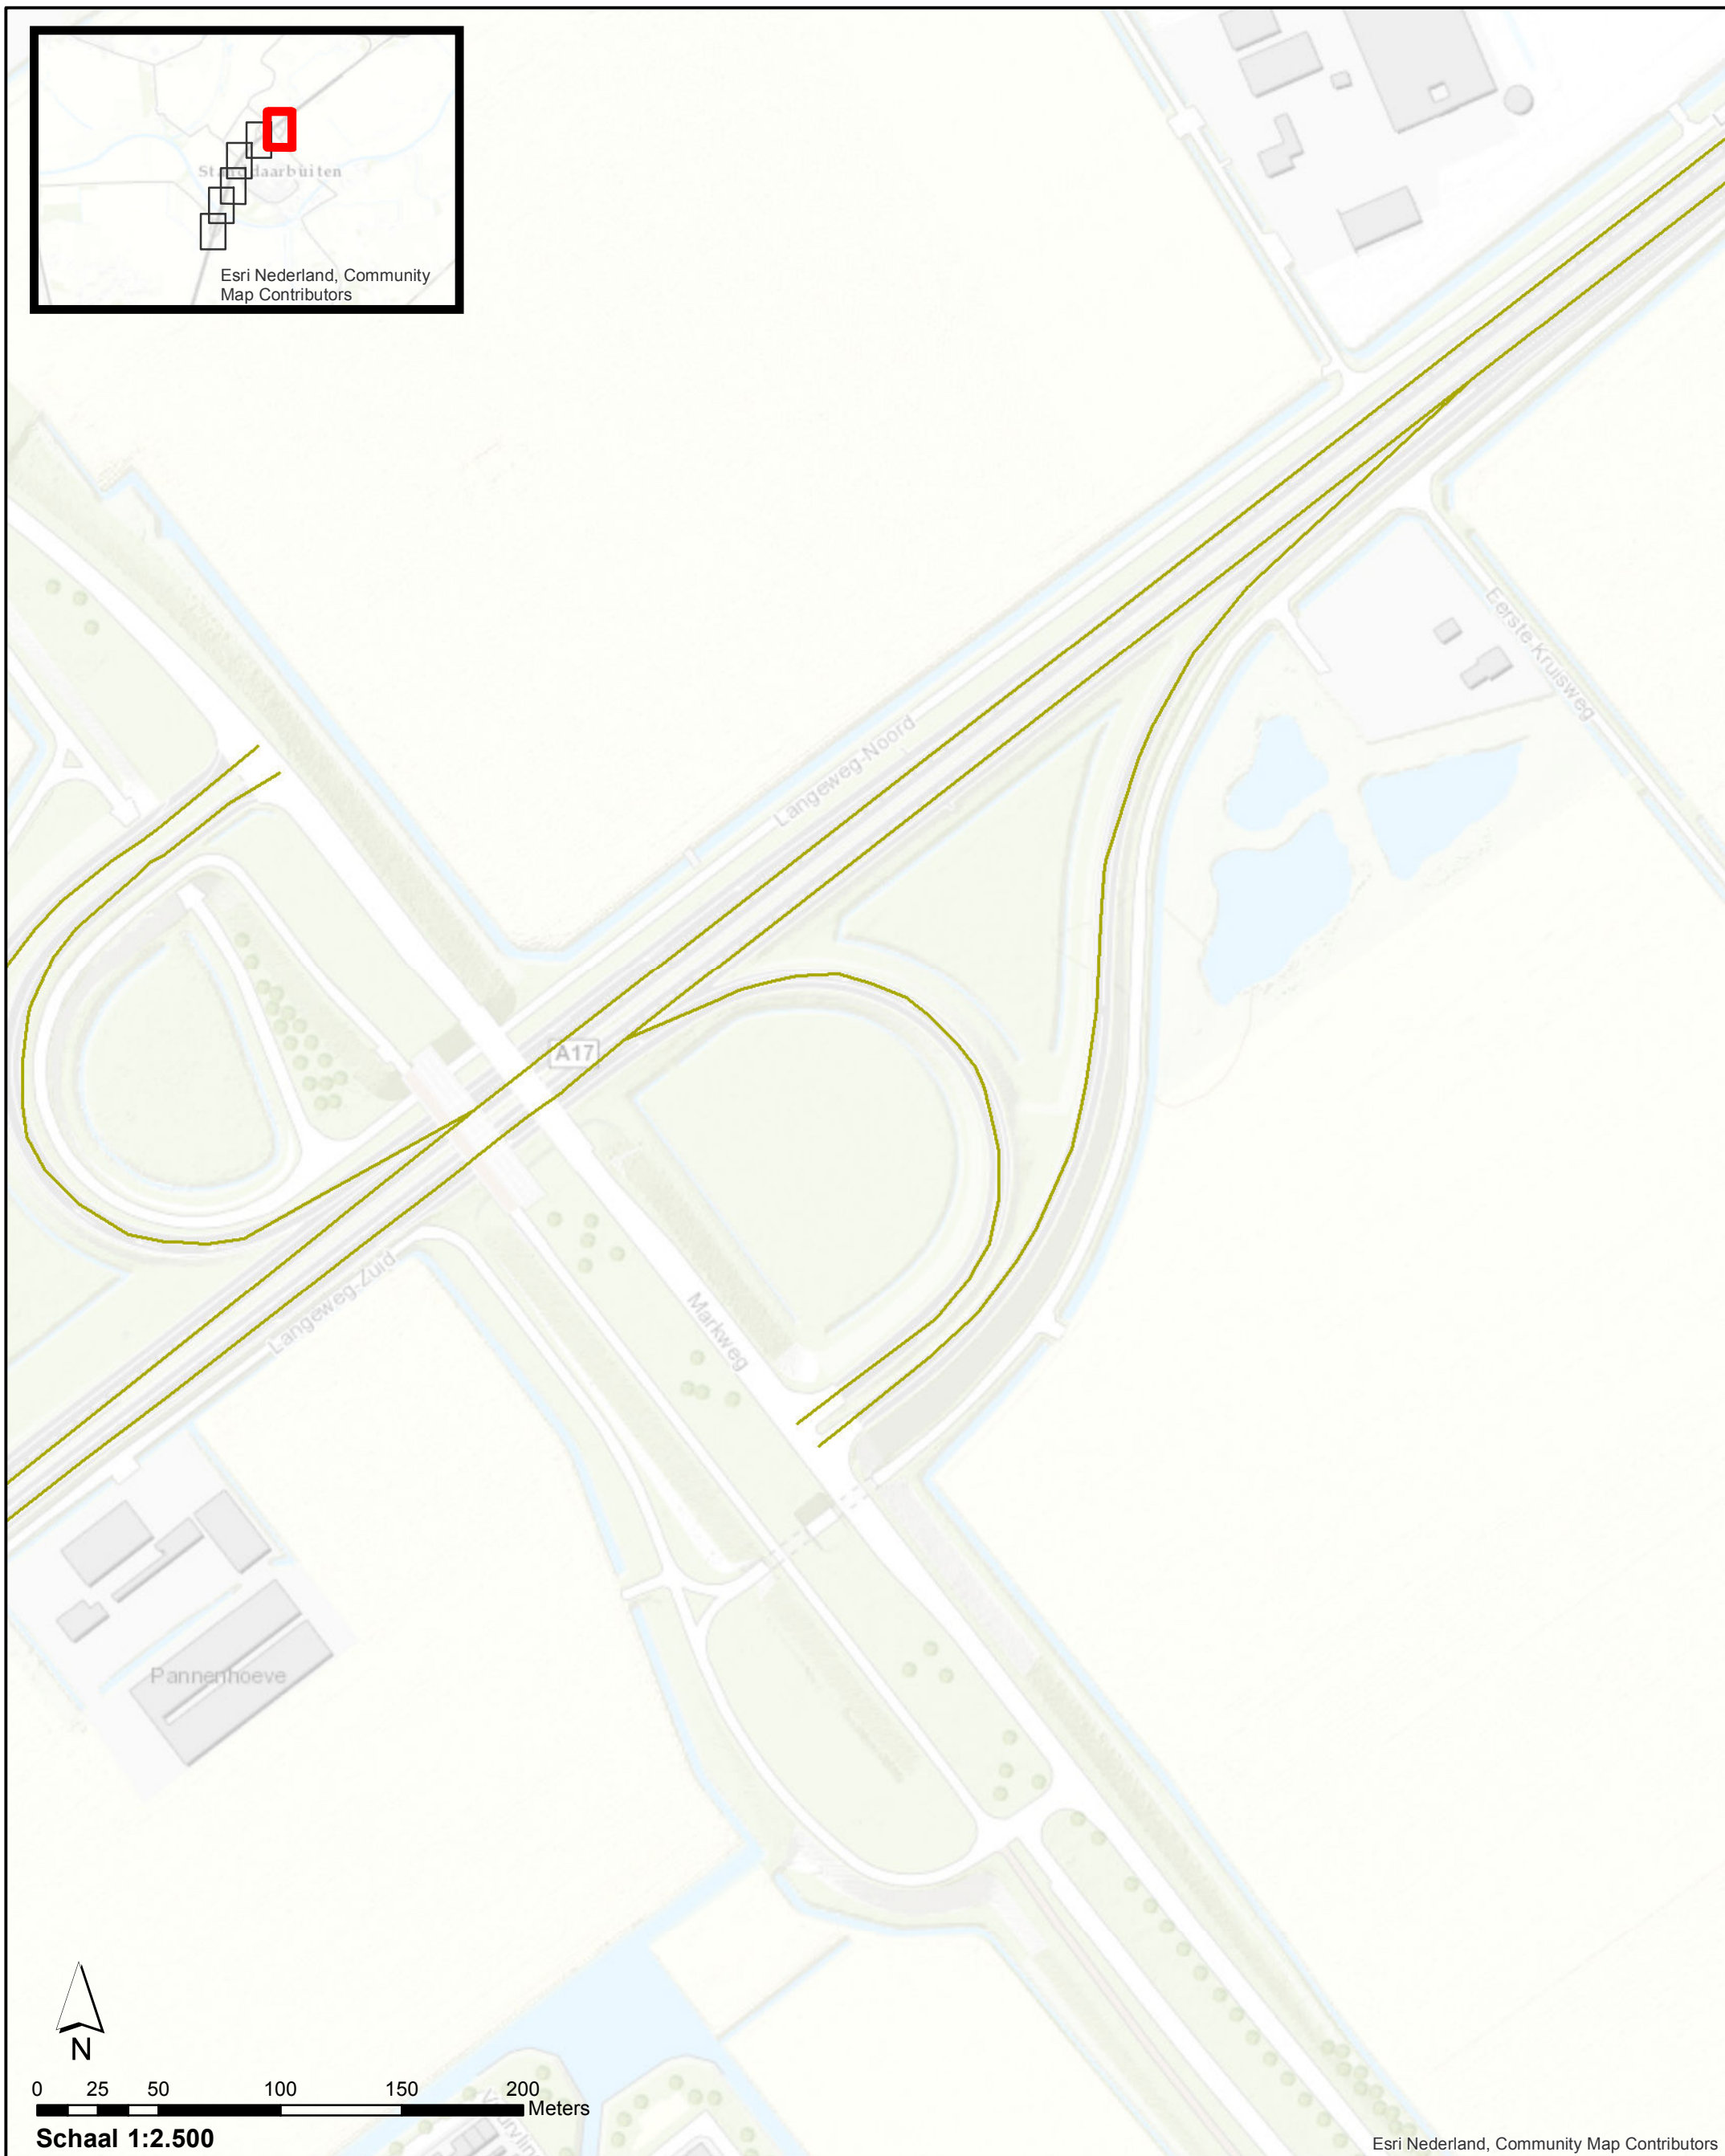 Standdaarbuiten
Esri Nederland, Community
Map Contributors
Eerste Kruisweg
Langeweg-Noord
A17
Langeweg-Zuid
Markweg
Pannenhoeve
N
0 25 50 100 150 200
Meters
Schaal 1:2.500
Esri Nederland, Community Map Contributors